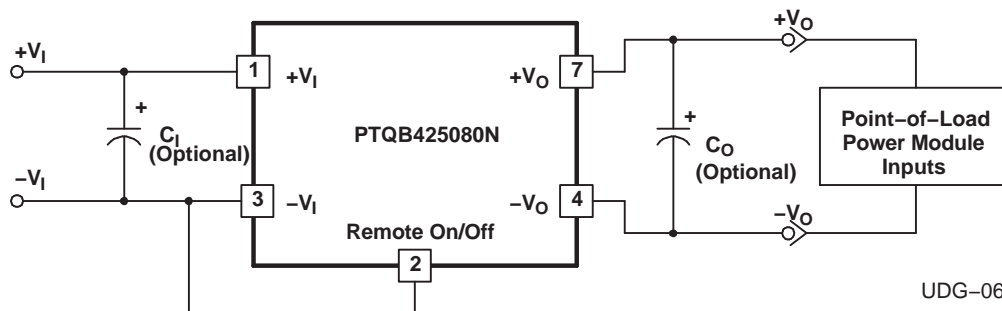 +VI
1
+VI
+
CI
(Optional)
−VI
3
−VI
PTQB425080N
Remote On/Off
2
7
+VO
4
−VO
+
CO
(Optional)
+VO
−VO
Point−of−Load
Power Module
Inputs
UDG−06